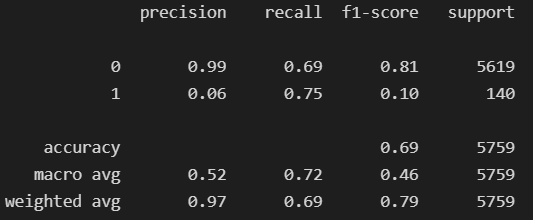 precision recall f1-score support
0 0.99 0.69 0.81 5619
1 0.06 0.75 0.10 140
accuracy 0.69 5759
macro avg 0.52 0.72 0.46 5759
weighted avg 0.97 0.69 0.79 5759